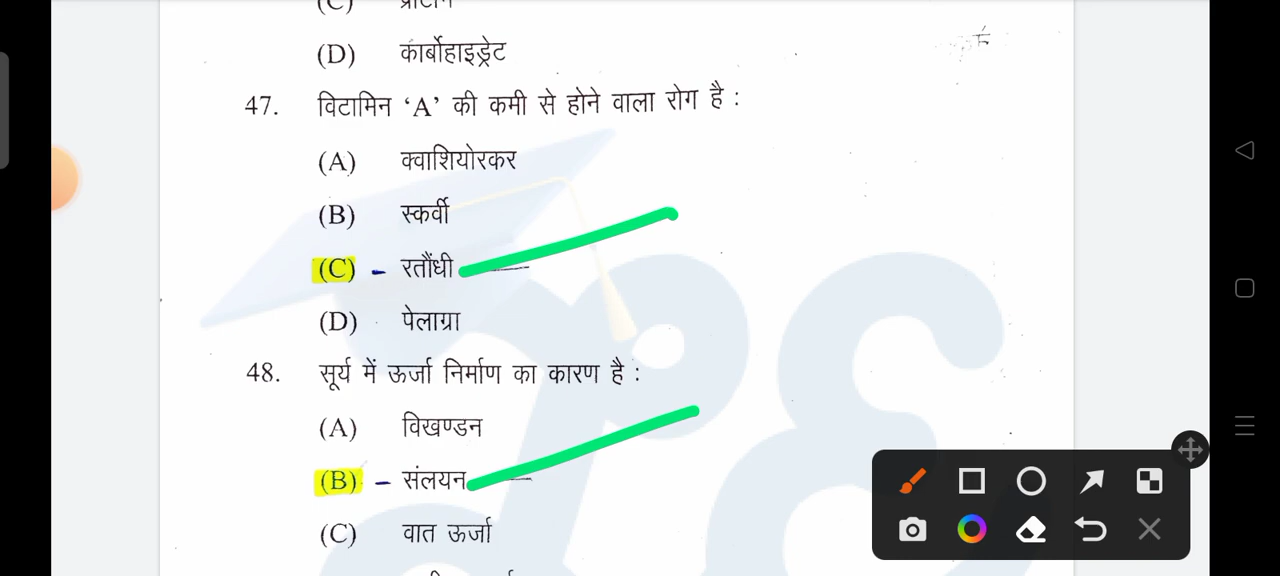 (C) प्रोटीन
(D) कार्बोहाइड्रेट
47. विटामिन ‘A’ की कमी से होने वाला रोग है :
(A) क्वाशियोरकर
(B) स्कर्वी
(C) - रतौंधी
(D) पेलाग्रा
48. सूर्य में ऊर्जा निर्माण का कारण है :
(A) विखण्डन
(B) - संलयन
(C) वात ऊर्जा